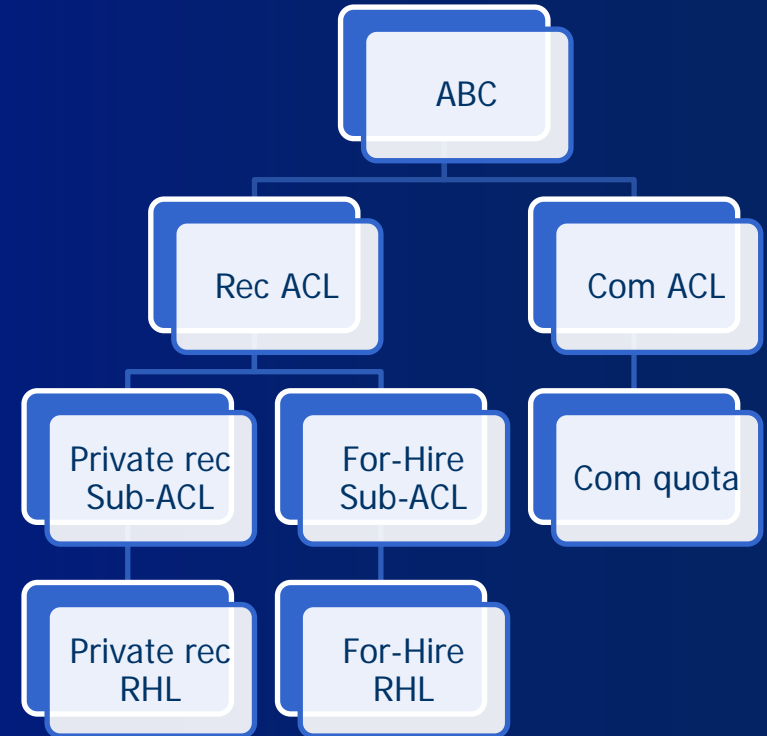 ABC
Rec ACL
Com ACL
Private rec
Sub-ACL
For-Hire
Sub-ACL
Com quota
Private rec
RHL
For-Hire
RHL